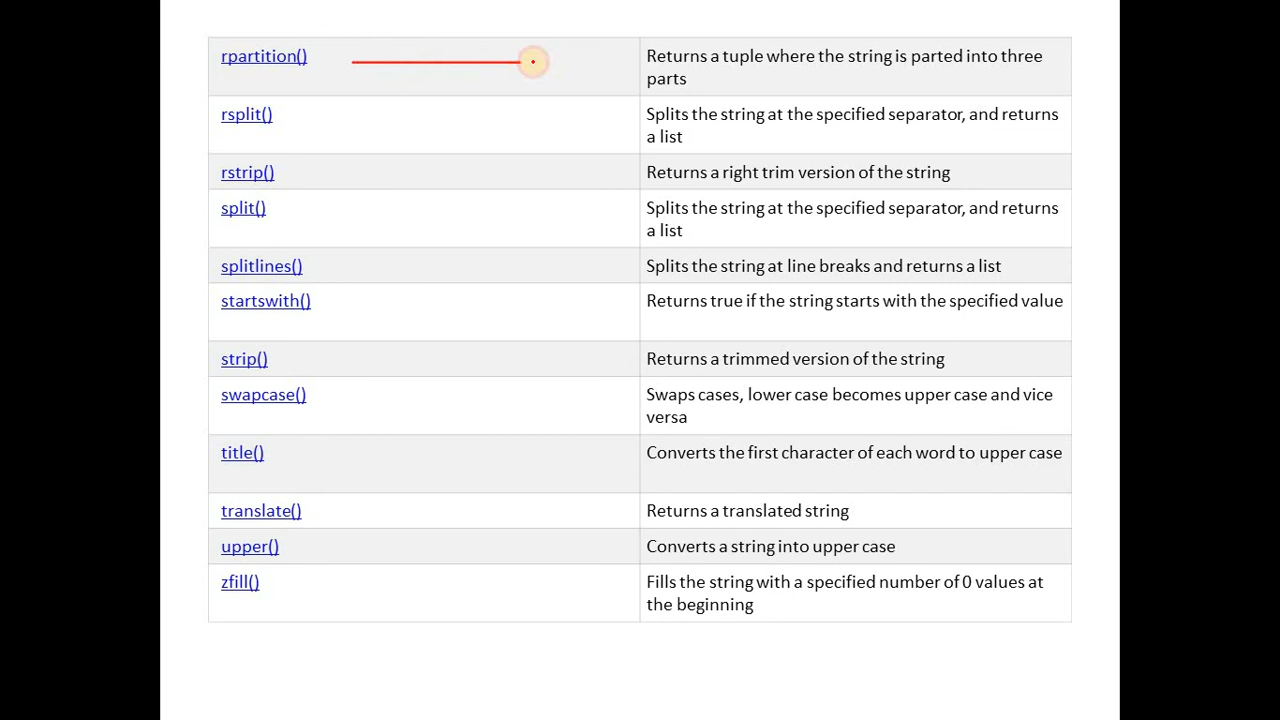 rpartition() Returns a tuple where the string is parted into three
parts
rsplit() Splits the string at the specified separator, and returns
a list
rstrip() Returns a right trim version of the string
split() Splits the string at the specified separator, and returns
a list
splitlines() Splits the string at line breaks and returns a list
startswith() Returns true if the string starts with the specified value
strip() Returns a trimmed version of the string
swapcase() Swaps cases, lower case becomes upper case and vice
versa
title() Converts the first character of each word to upper case
translate() Returns a translated string
upper() Converts a string into upper case
zfill() Fills the string with a specified number of 0 values at
the beginning